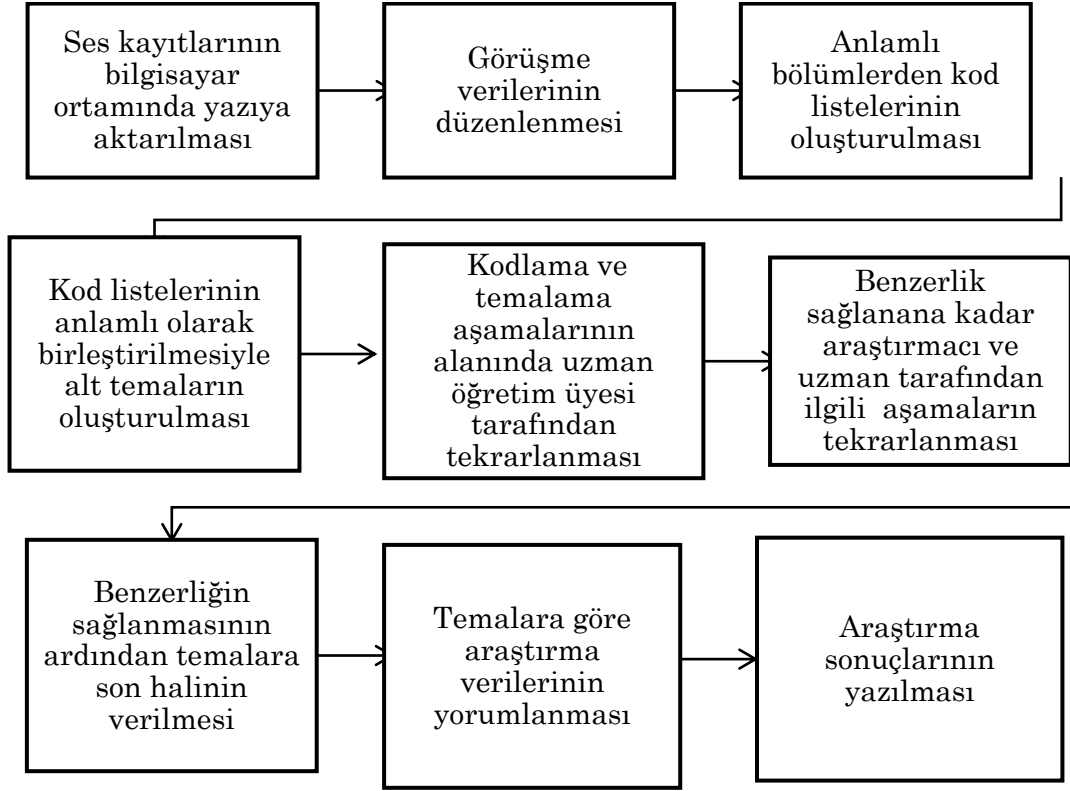 Ses kayıtlarının
bilgisayar
ortamında yazıya
aktarılması
Görüşme
verilerinin
düzenlenmesi
Anlamlı
bölümlerden kod
listelerinin
oluşturulması
Kod listelerinin
anlamlı olarak
birleştirilmesiyle
alt temaların
oluşturulması
Kodlama ve
temalama
aşamalarının
alanında uzman
öğretim üyesi
tarafından
tekrarlanması
Benzerlik
sağlanana kadar
araştırmacı ve
uzman tarafından
ilgili aşamaların
tekrarlanması
Benzerliğin
sağlanmasının
ardından temalara
son halinin
verilmesi
Temalara göre
araştırma
verilerinin
yorumlanması
Araştırma
sonuçlarının
yazılması